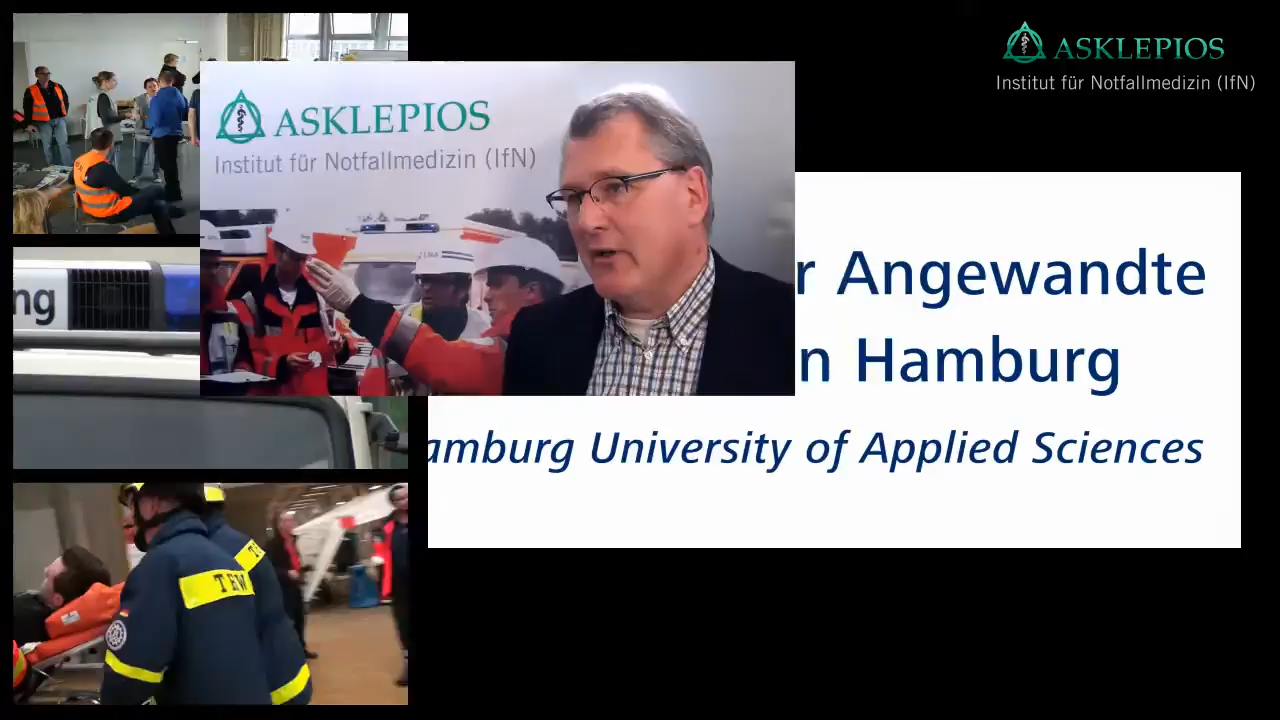 ASKLEPIOS
Institut für Notfallmedizin (IfN)
ASKLEPIOS
Institut für Notfallmedizin (IfN)
ng
r Angewandte
n Hamburg
amburg University of Applied Sciences
THW